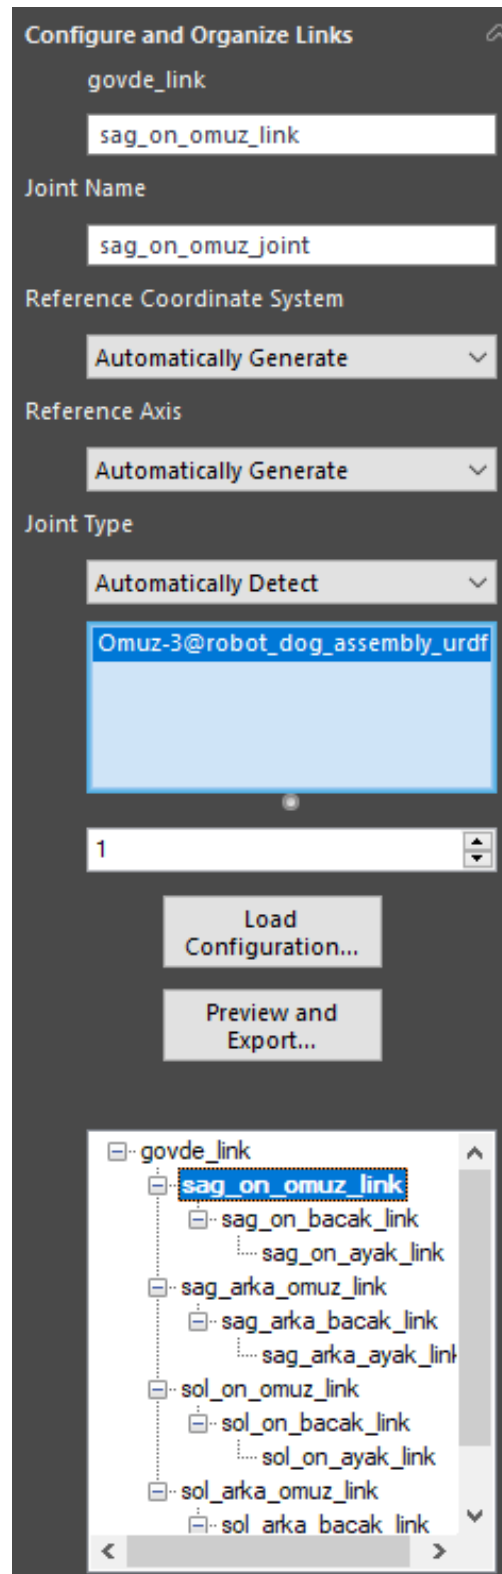 Configure and Organize Links
govde_link
sag_on_omuz_link
Joint Name
sag_on_omuz_joint
Reference Coordinate System
Automatically Generate
Reference Axis
Automatically Generate
Joint Type
Automatically Detect
Omuz-3@robot_dog_assembly_urdf
1
Load
Configuration...
Preview and
Export...
govde_link
sag_on_omuz_link
sag_on_bacak_link
sag_on_ayak_link
sag_arka_omuz_link
sag_arka_bacak_link
sag_arka_ayak_link
sol_on_omuz_link
sol_on_bacak_link
sol_on_ayak_link
sol_arka_omuz_link
sol_arka_bacak_link